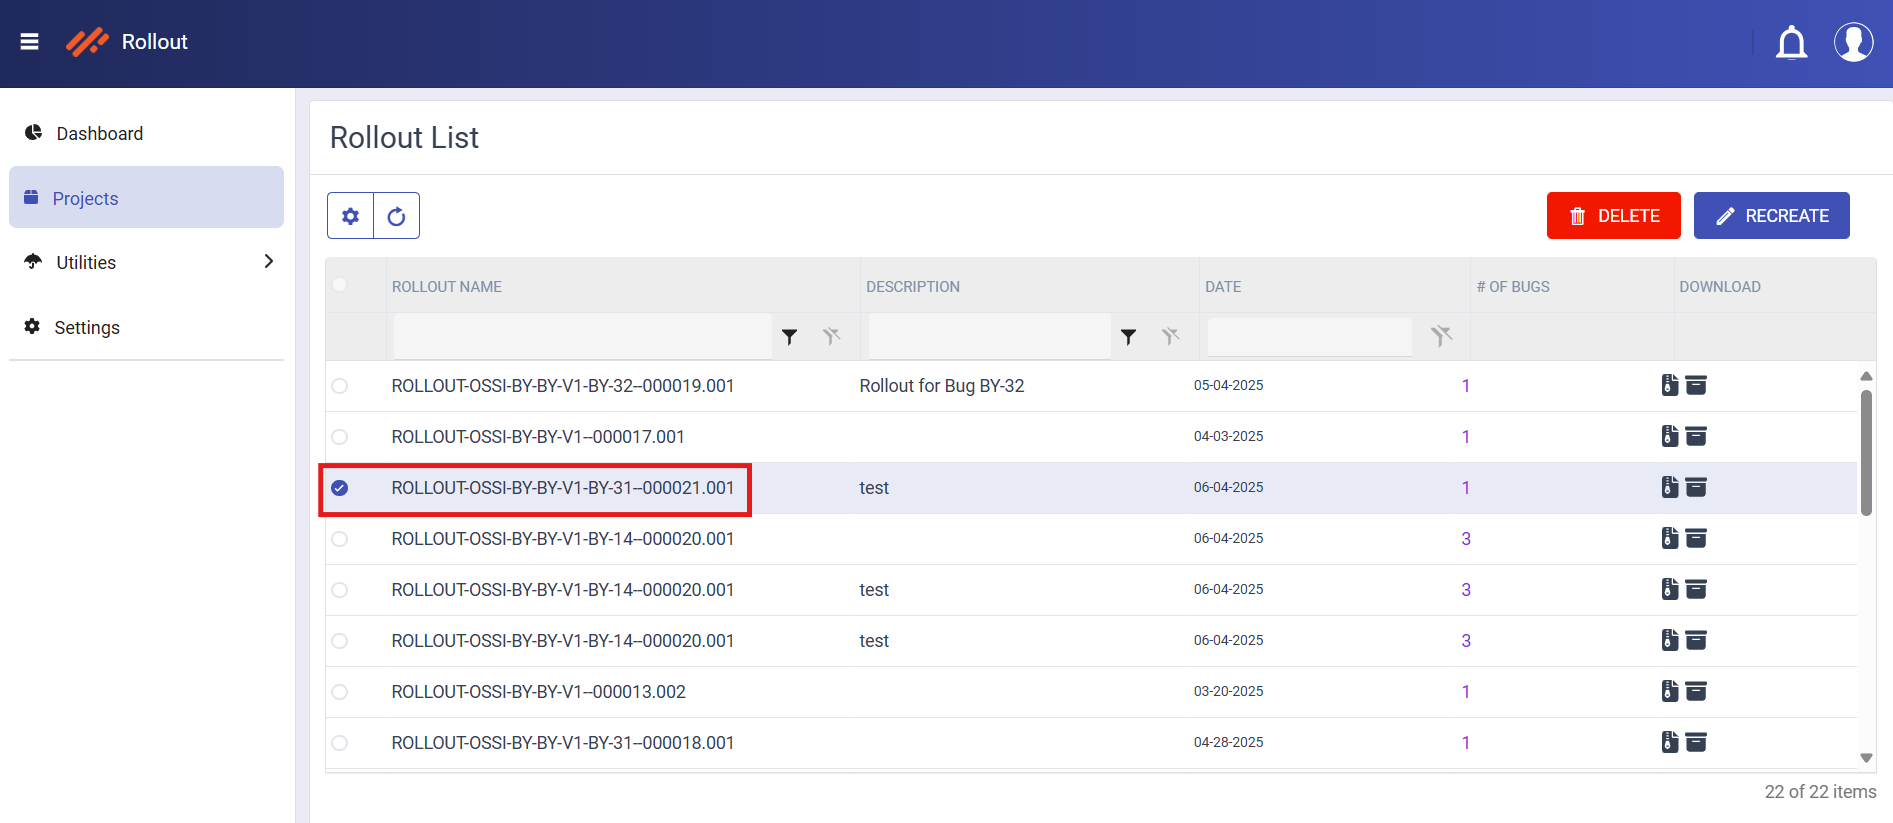 Rollout
Dashboard
Projects
Utilities
Settings
Rollout List
DELETE
RECREATE
ROLLOUT NAME DESCRIPTION DATE # OF BUGS DOWNLOAD
ROLLOUT-OSSI-BY-BY-V1-BY-32--000019.001 Rollout for Bug BY-32 05-04-2025 1
ROLLOUT-OSSI-BY-BY-V1--000017.001 04-03-2025 1
ROLLOUT-OSSI-BY-BY-V1-BY-31--000021.001 test 06-04-2025 1
ROLLOUT-OSSI-BY-BY-V1-BY-14--000020.001 06-04-2025 3
ROLLOUT-OSSI-BY-BY-V1-BY-14--000020.001 test 06-04-2025 3
ROLLOUT-OSSI-BY-BY-V1-BY-14--000020.001 test 06-04-2025 3
ROLLOUT-OSSI-BY-BY-V1--000013.002 03-20-2025 1
ROLLOUT-OSSI-BY-BY-V1-BY-31--000018.001 04-28-2025 1
22 of 22 items